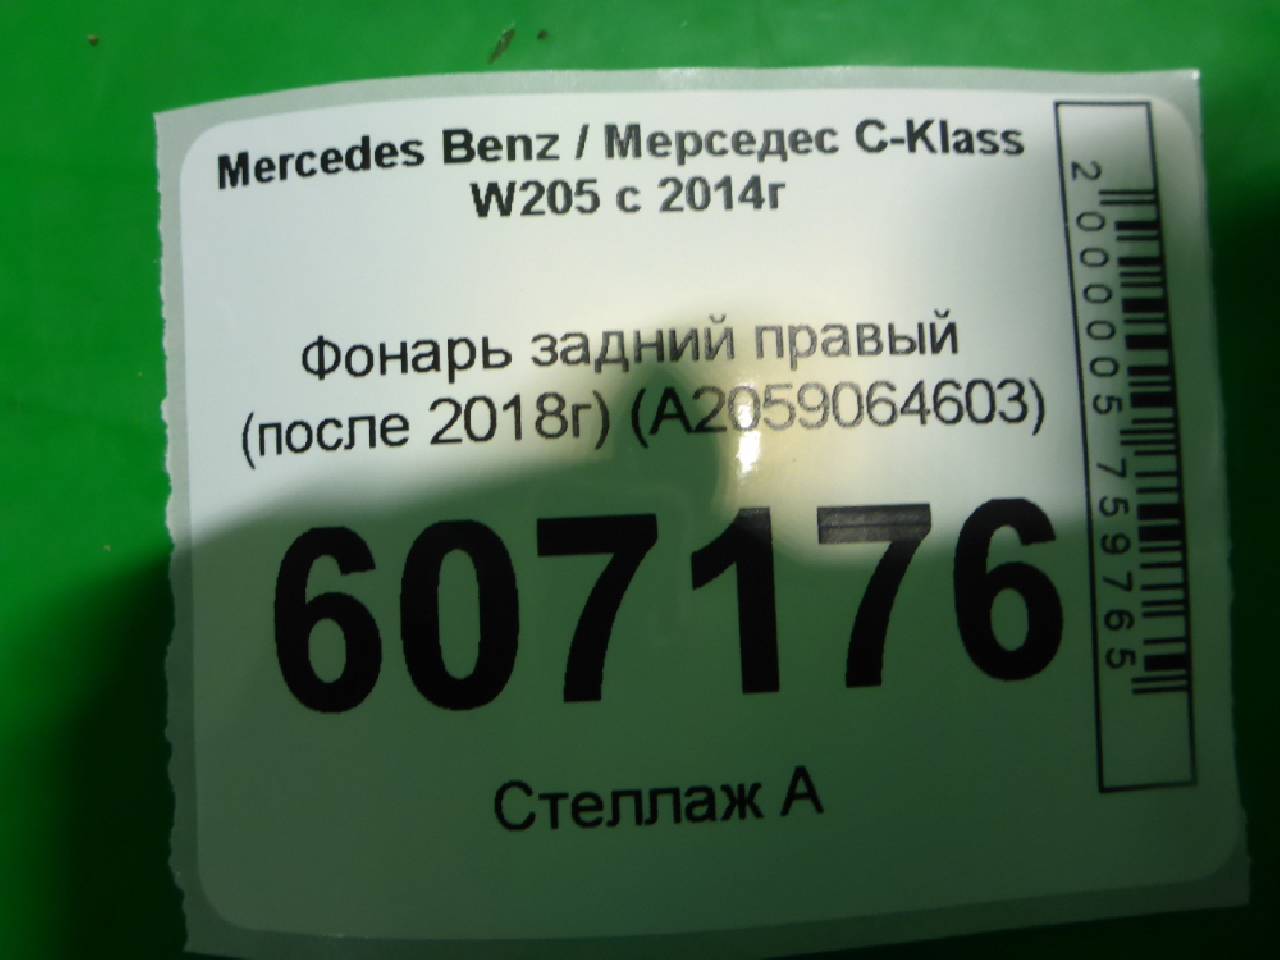 Mercedes Benz / Мерседес C-Klass
W205 с 2014г
Фонарь задний правый
(после 2018г) (A2059064603)
607176
Стеллаж А
2000005759765